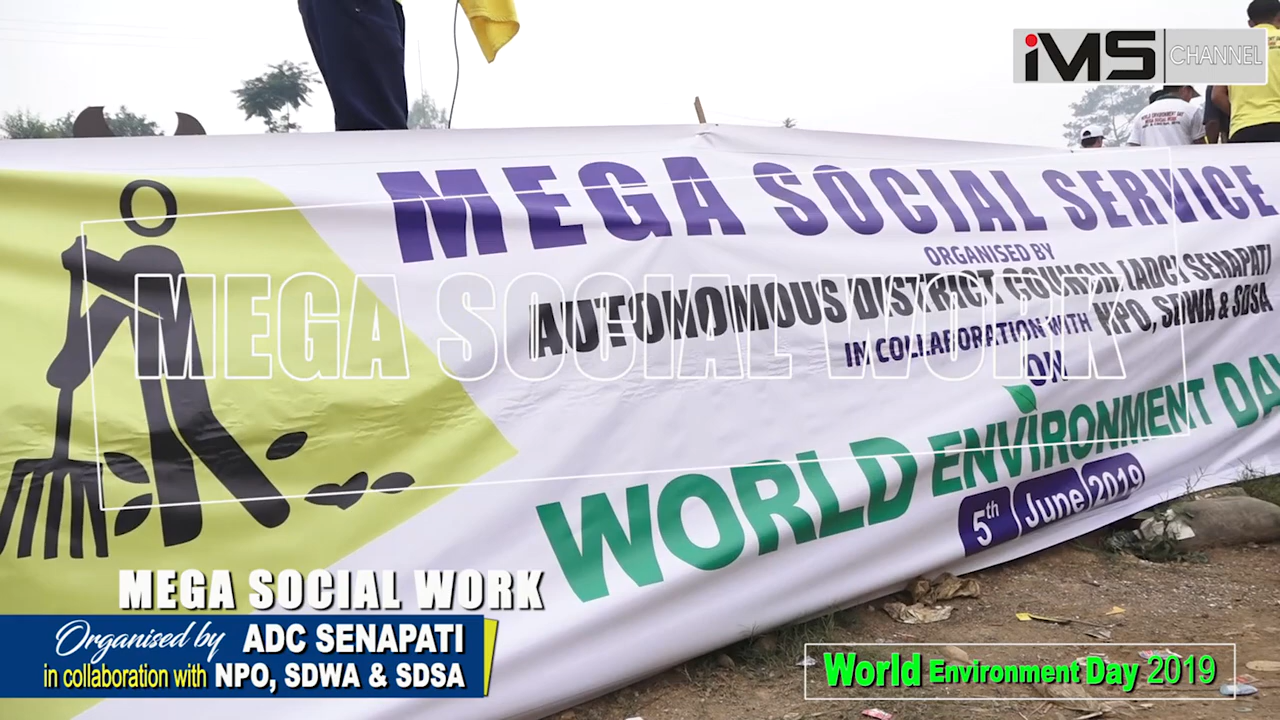 iMS CHANNEL
MEGA SOCIAL SERVICE
ORGANISED BY
AUTONOMOUS DISTRICT COUNCIL (ADC) SENAPATI
IN COLLABORATION WITH NPO, SDWA & SDSA
ON
WORLD ENVIRONMENT DAY
5th June 2019
MEGA SOCIAL WORK
MEGA SOCIAL WORK
Organised by ADC SENAPATI
in collaboration with NPO, SDWA & SDSA
World Environment Day 2019